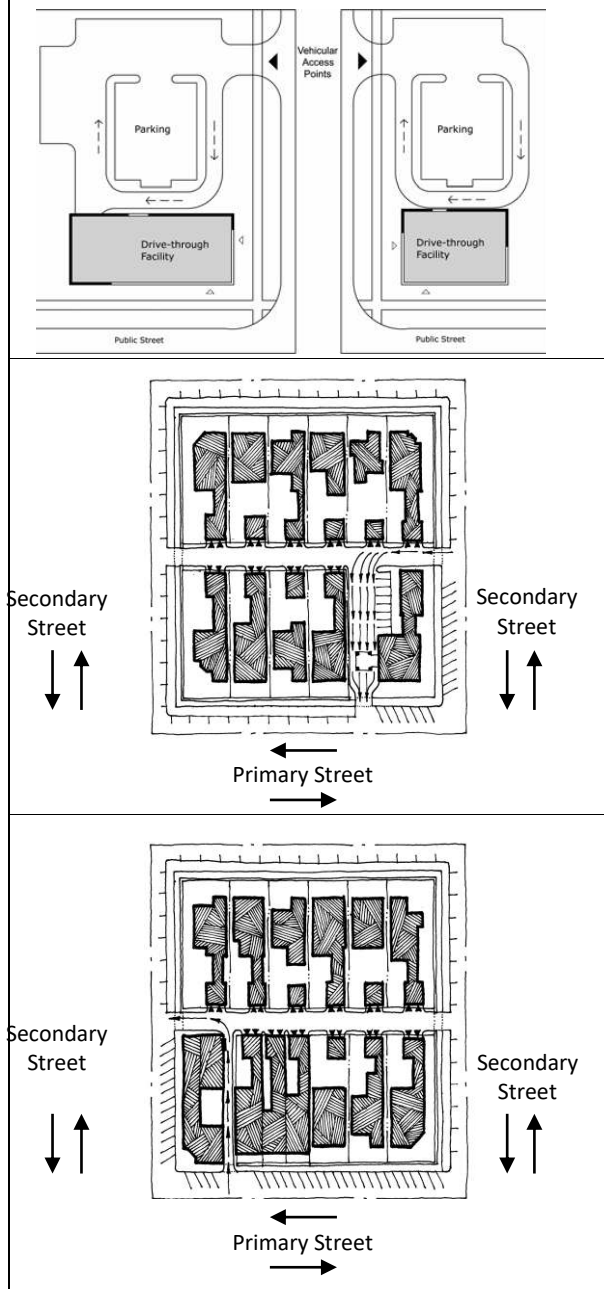 Vehicular
Access
Points
Parking
Parking
Drive-through
Facility
Drive-through
Facility
Public Street
Public Street
Secondary
Street
Secondary
Street
Primary Street
Secondary
Street
Secondary
Street
Primary Street